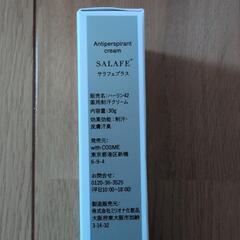 Antiperspirant
cream
SALAFE+
サラフェプラス
販売名:ハーリン42
薬用制汗クリーム
内容量:30g
効果効能:制汗・
皮膚汗臭
発売元:
with COSME
東京都港区新橋
6-9-4
お問合せ:
0120-36-3525
(平日10:00-18:00)
製造販売元:
株式会社ミリオナ化粧品
大阪府東大阪市加納
3-14-32